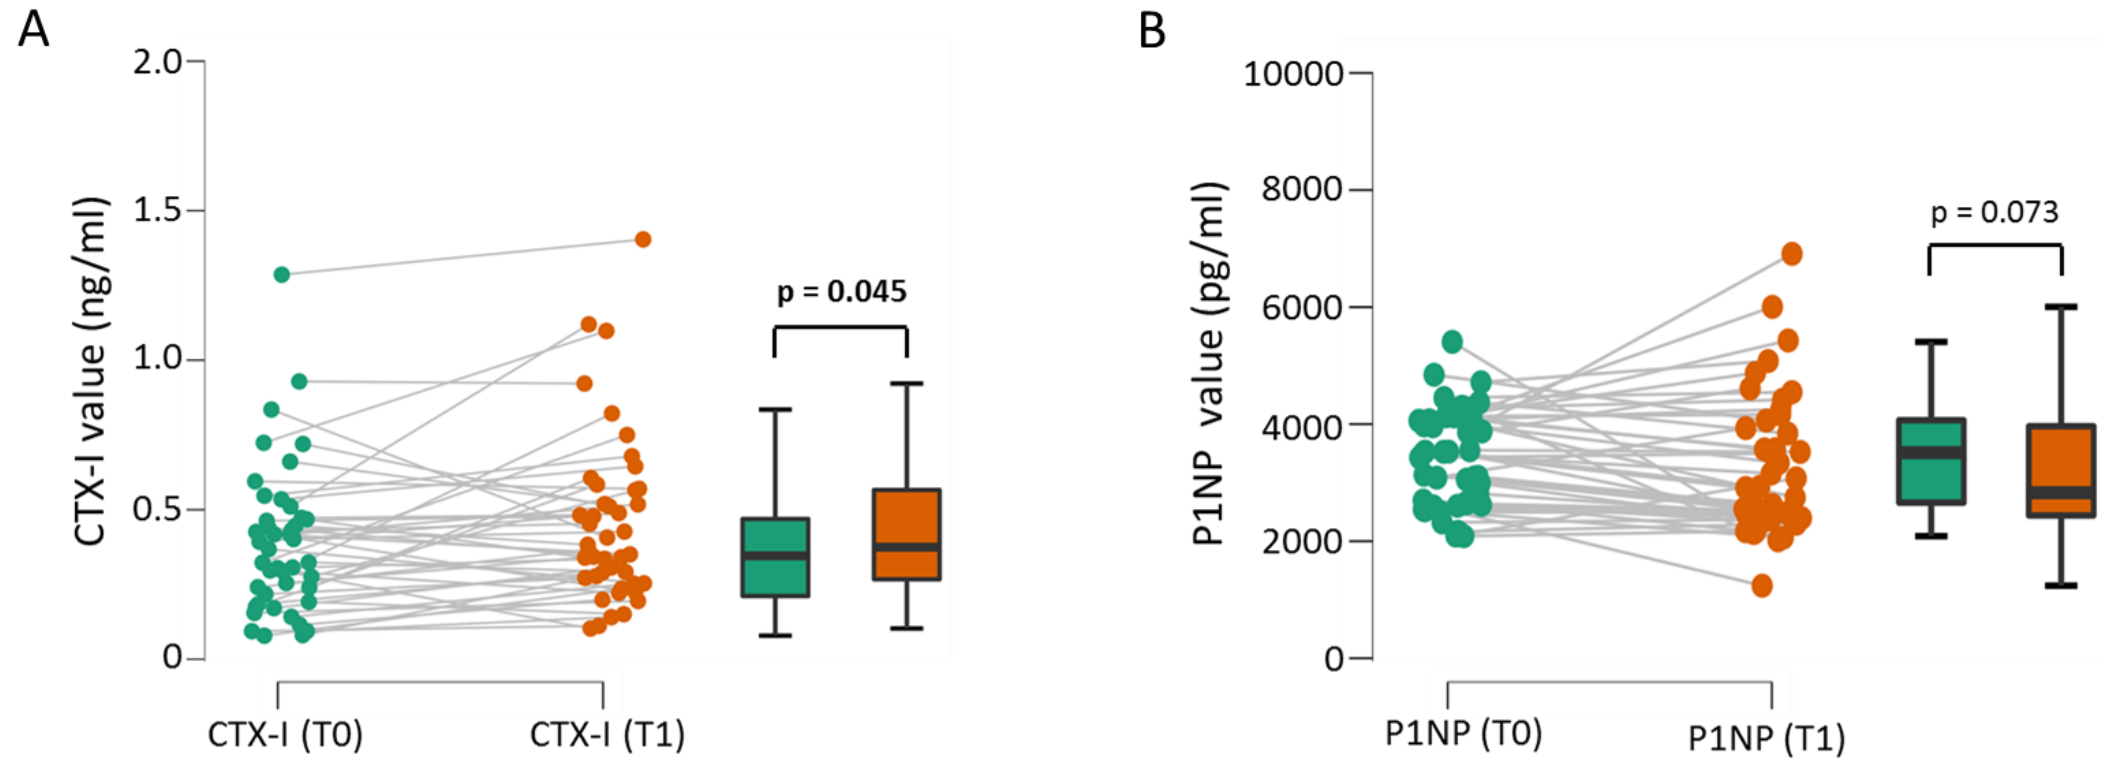 A
CTX-I value (ng/ml)
2.0
1.5
1.0
0.5
0
p = 0.045
CTX-I (T0)
CTX-I (T1)
B
P1NP value (pg/ml)
10000
8000
6000
4000
2000
0
p = 0.073
P1NP (T0)
P1NP (T1)